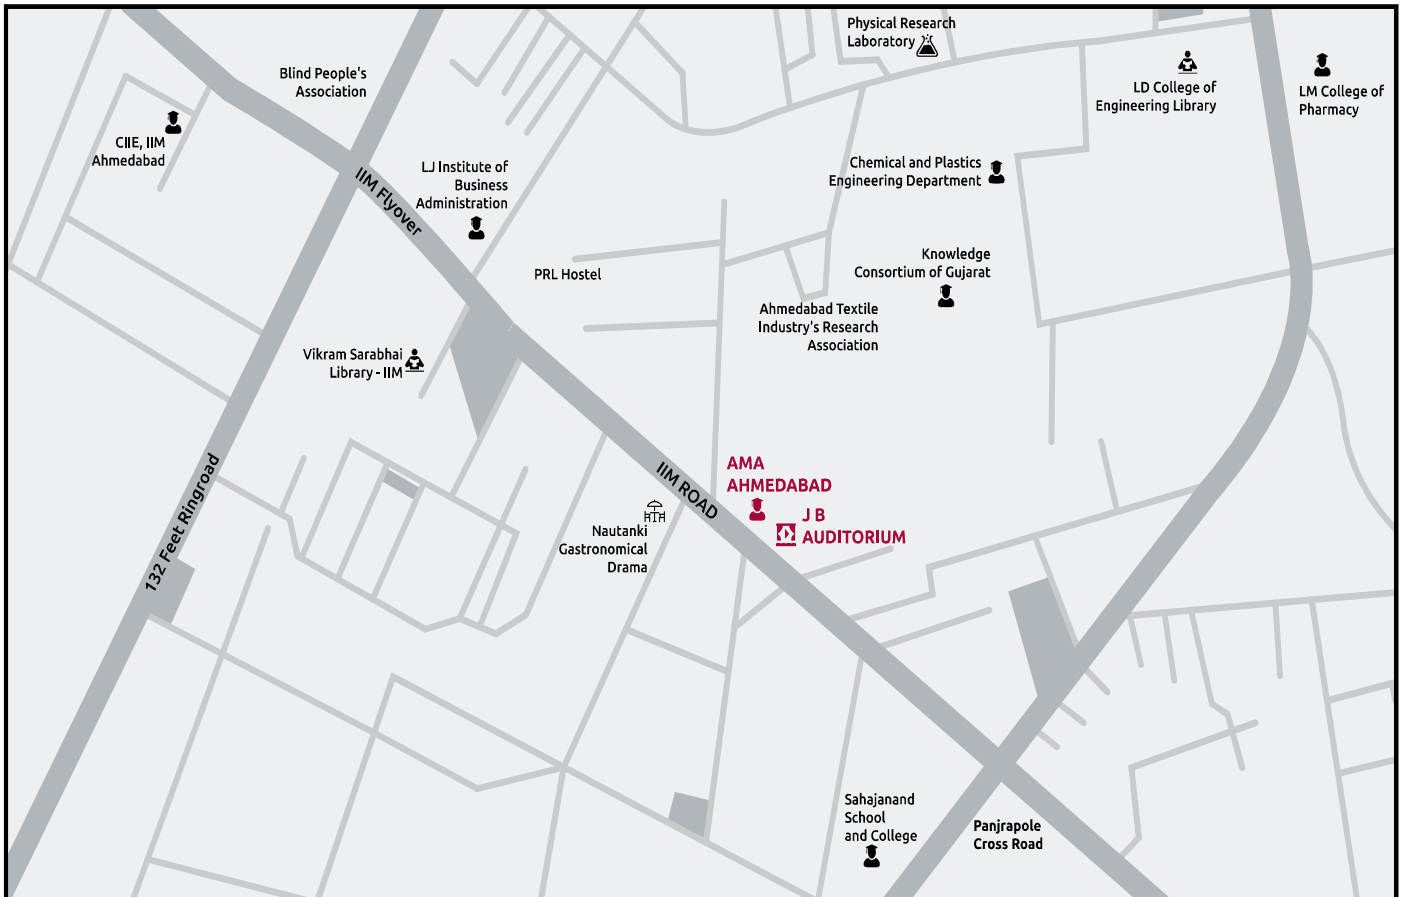 Physical Research
Laboratory
Blind People's
Association
LD College of
Engineering Library
LM College of
Pharmacy
CIIE, IIM
Ahmedabad
LJ Institute of
Business
Administration
IIM Flyover
Chemical and Plastics
Engineering Department
Knowledge
Consortium of Gujarat
PRL Hostel
Ahmedabad Textile
Industry's Research
Association
Vikram Sarabhai
Library - IIM
132 Feet Ringroad
IIM ROAD
AMA
AHMEDABAD
J B
AUDITORIUM
Nautanki
Gastronomical
Drama
Sahajanand
School
and College
Panjrapole
Cross Road